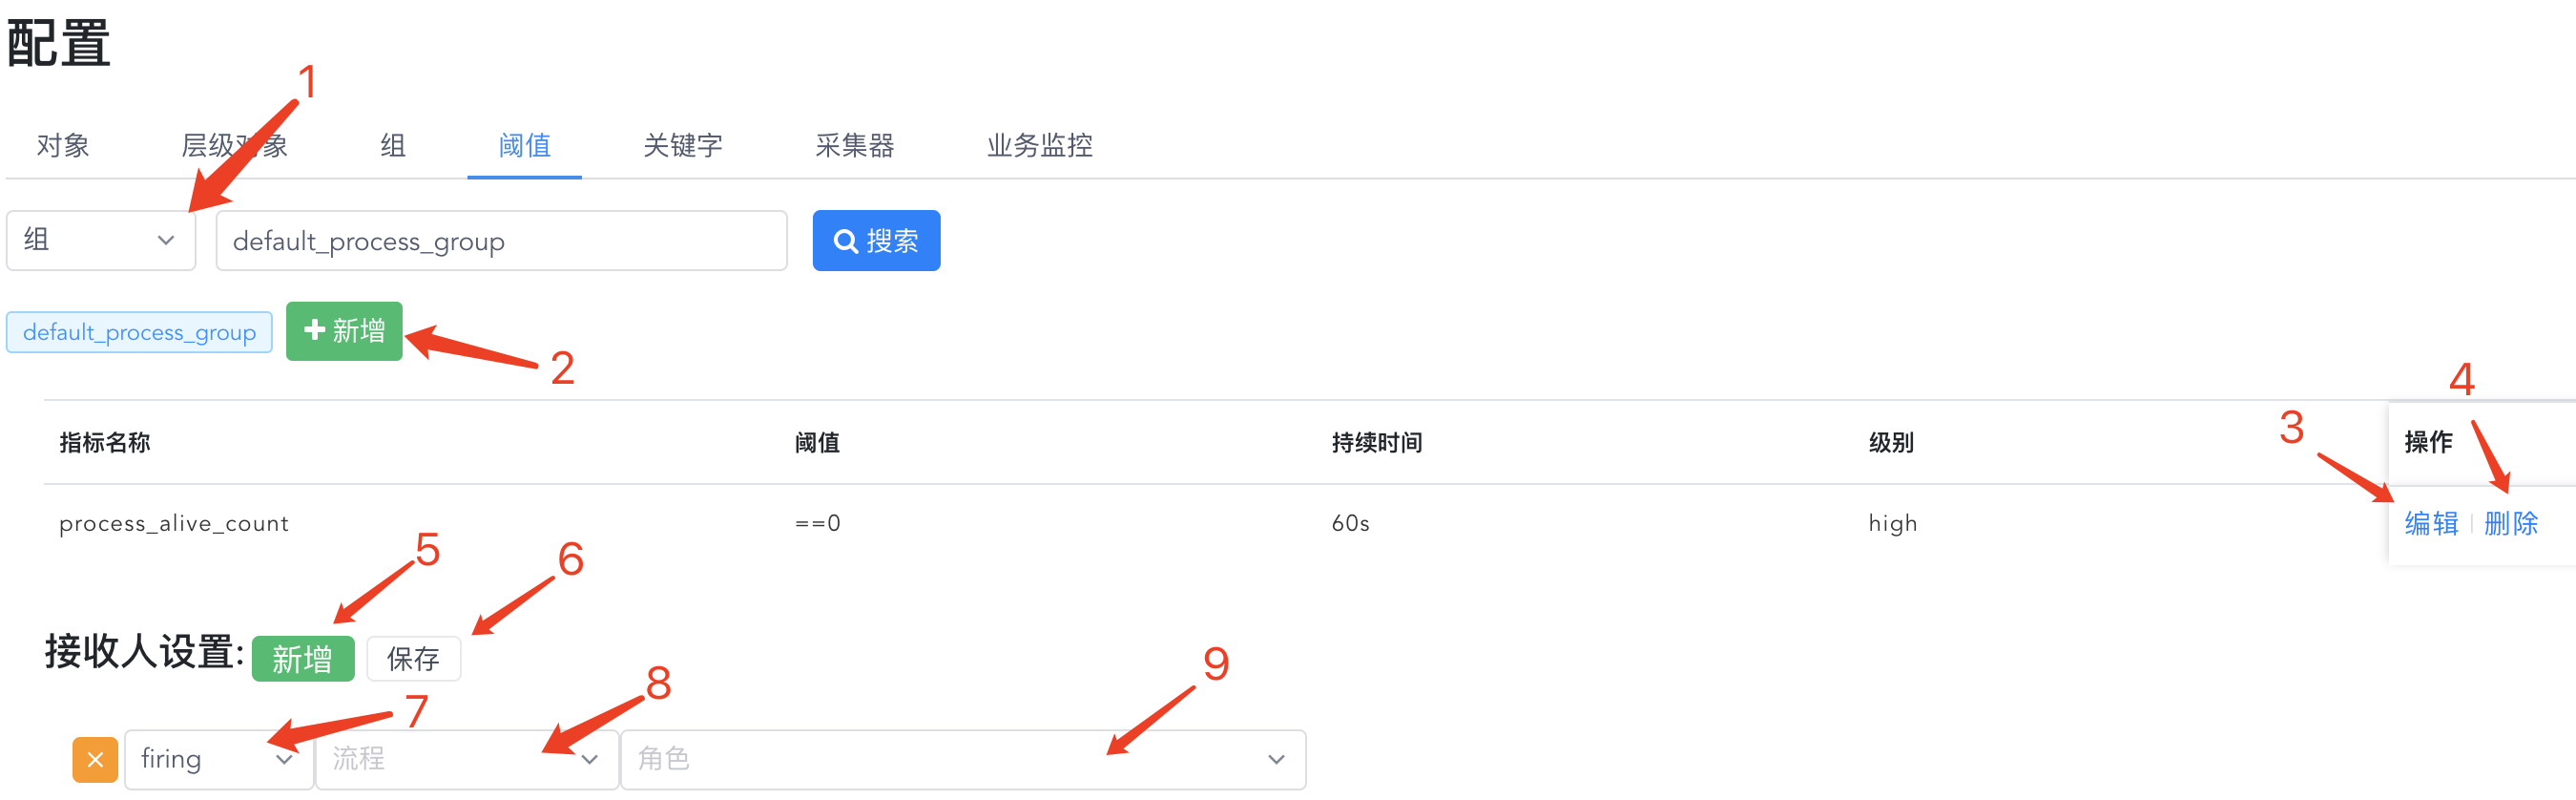 配置
1
对象 层级对象 组 阈值 关键字 采集器 业务监控
组 default_process_group 搜索
default_process_group 新增
2
4
3
指标名称 阈值 持续时间 级别 操作
process_alive_count ==0 60s high 编辑 删除
5 6
接收人设置: 新增 保存
7 8 9
firing 流程 角色